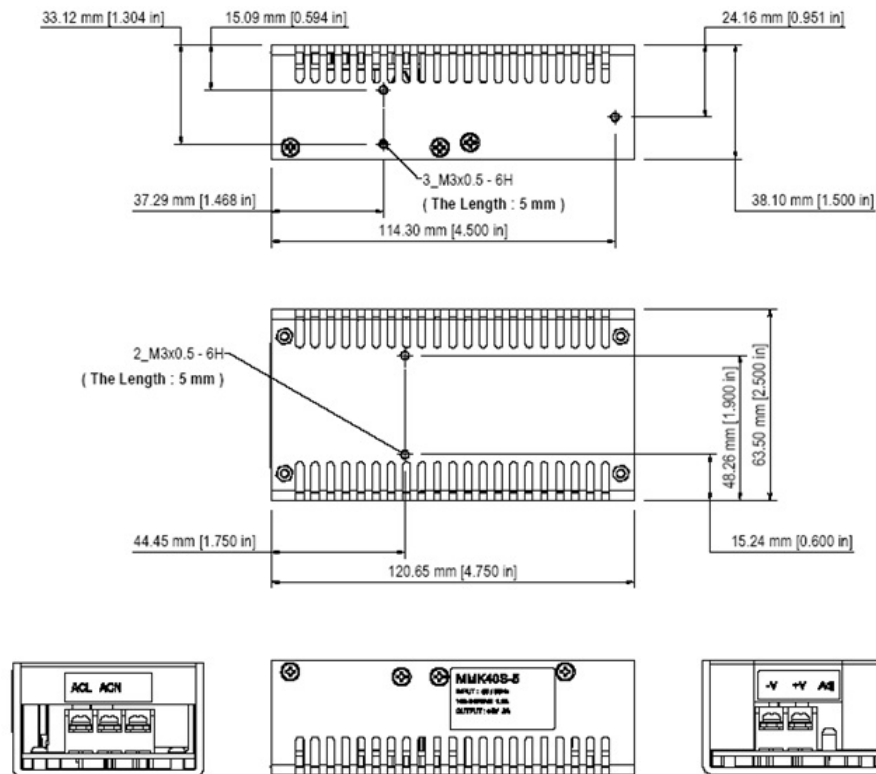 33.12 mm [1.304 in]
15.09 mm [0.594 in]
24.16 mm [0.951 in]
3_M3x0.5 - 6H
( The Length : 5 mm )
37.29 mm [1.468 in]
38.10 mm [1.500 in]
114.30 mm [4.500 in]
2_M3x0.5 - 6H
( The Length : 5 mm )
48.26 mm [1.900 in]
63.50 mm [2.500 in]
44.45 mm [1.750 in]
15.24 mm [0.600 in]
120.65 mm [4.750 in]
ACL ACN
MMK40S-5
INPUT :
OUTPUT :
-V +V